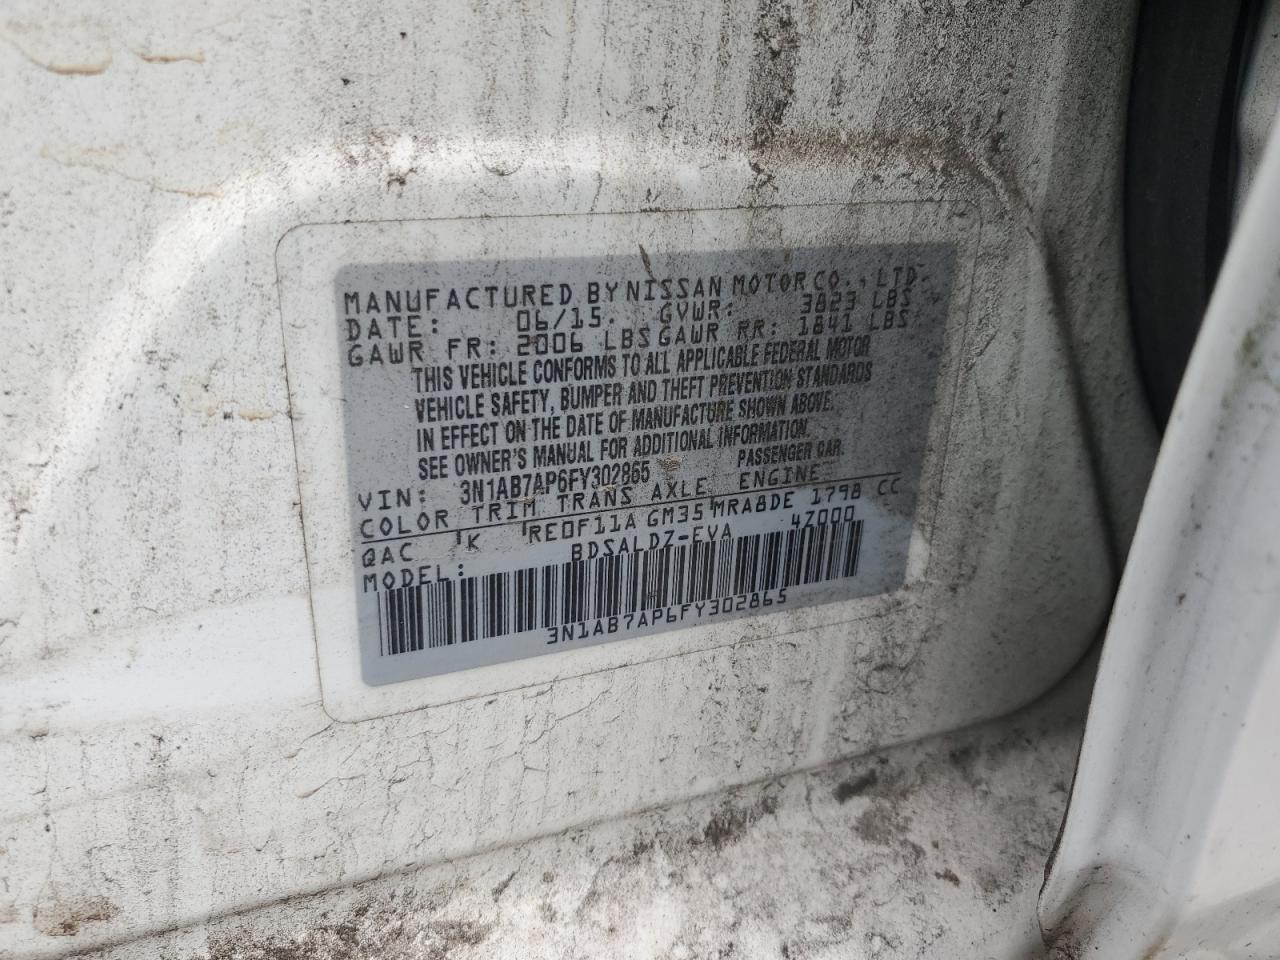 MANUFACTURED BY NISSAN MOTOR CO., LTD.
DATE: 06/15. GVWR: 3823 LBS
GAWR FR: 2006 LBS GAWR RR: 1841 LBS
THIS VEHICLE CONFORMS TO ALL APPLICABLE FEDERAL MOTOR
VEHICLE SAFETY, BUMPER AND THEFT PREVENTION STANDARDS
IN EFFECT ON THE DATE OF MANUFACTURE SHOWN ABOVE.
SEE OWNER'S MANUAL FOR ADDITIONAL INFORMATION.
VIN: 3N1AB7AP6FY302865 PASSENGER CAR.
COLOR TRIM TRANS AXLE ENGINE
QAC K RE0F11A GM35 MRA8DE 1798 CC
MODEL: BDSALDZ-EVA 4Z000
3N1AB7AP6FY302865